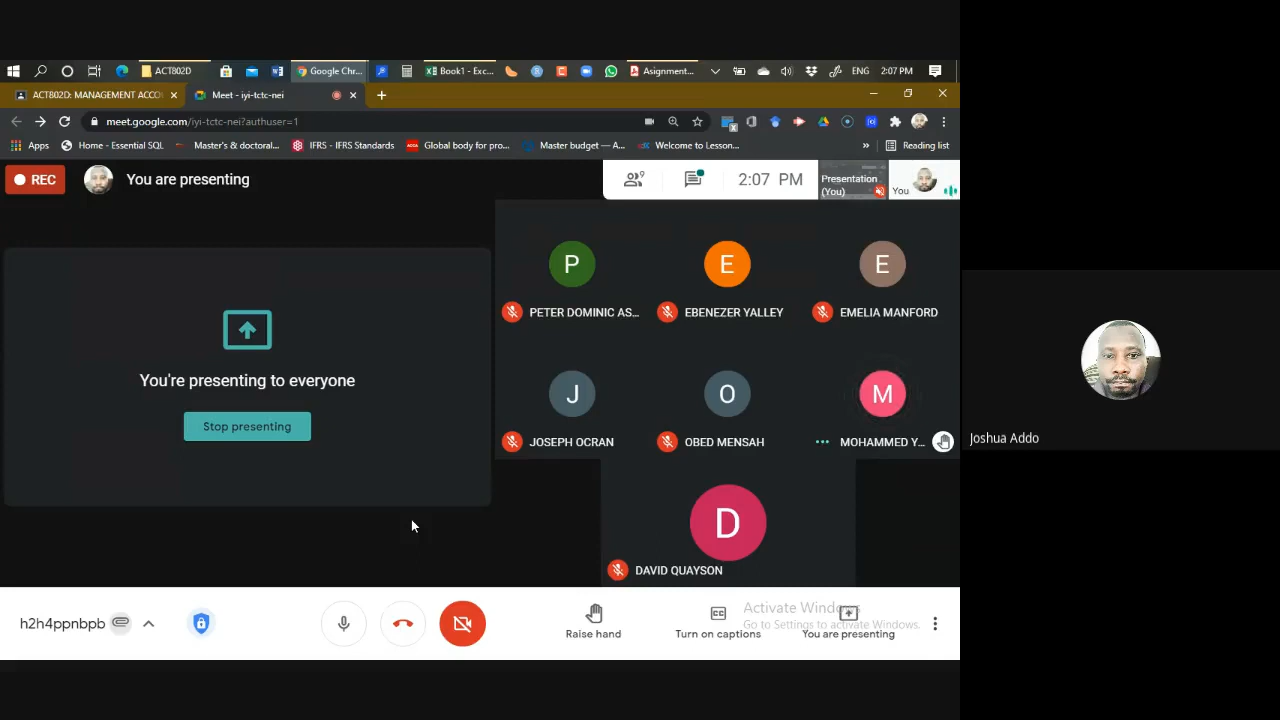 ACT802D
Google Chr...
Book1 - Exc...
Asignment...
ENG
2:07 PM
ACT802D: MANAGEMENT ACCO
Meet - iyi-tctc-nei
meet.google.com/iyi-tctc-nei?authuser=1
Apps
Home - Essential SQL
Master's & doctoral...
IFRS - IFRS Standards
Global body for pro...
Master budget — A...
Welcome to Lesson...
»
Reading list
REC
You are presenting
9
2:07 PM
Presentation
(You)
You
P
E
E
PETER DOMINIC AS...
EBENEZER YALLEY
EMELIA MANFORD
You're presenting to everyone
Stop presenting
J
O
M
JOSEPH OCRAN
OBED MENSAH
MOHAMMED Y...
Joshua Addo
D
DAVID QUAYSON
h2h4ppnbpb
Raise hand
Turn on captions
You are presenting
Activate Windows
Go to Settings to activate Windows.